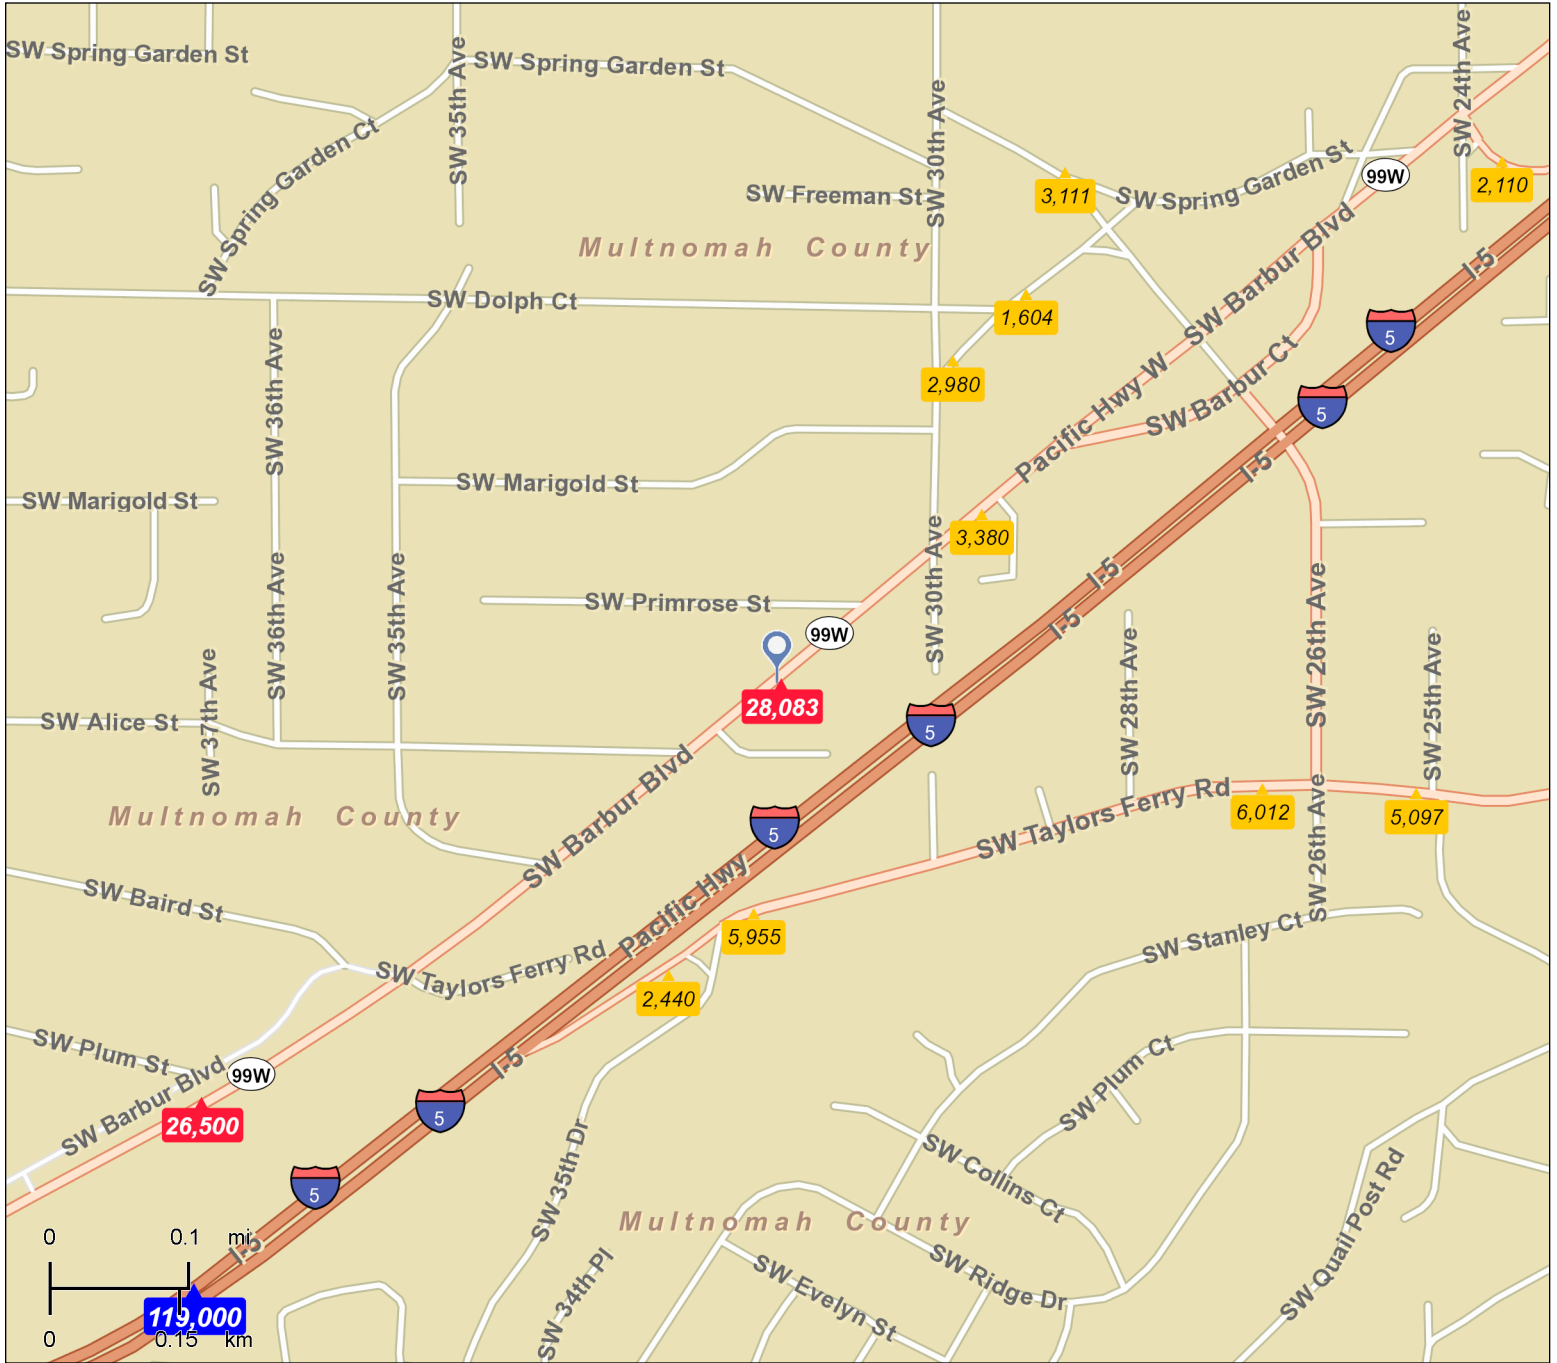 SW Spring Garden St
SW Spring Garden St
SW 35th Ave
SW 30th Ave
SW 24th Ave
SW Spring Garden Ct
SW Freeman St
3,111
SW Spring Garden St
99W
2,110
Multnomah County
SW Barbur Blvd
I-5
SW Dolph Ct
1,604
5
SW 36th Ave
2,980
Pacific Hwy W
SW Barbur Ct
5
I-5
SW Marigold St
SW Marigold St
3,380
SW 30th Ave
I-5
SW 36th Ave
SW 35th Ave
SW Primrose St
99W
I-5
SW 26th Ave
SW 28th Ave
SW 25th Ave
SW 37th Ave
28,083
SW Alice St
5
SW Barbur Blvd
Multnomah County
5
SW Taylors Ferry Rd
6,012
5,097
SW 26th Ave
SW Baird St
Pacific Hwy
5,955
SW Stanley Ct
SW Taylors Ferry Rd
2,440
SW Plum St
SW Barbur Blvd
99W
I-5
SW Plum Ct
26,500
5
SW 35th Dr
SW Collins Ct
5
SW Quail Post Rd
Multnomah County
0 0.1 mi
I-5
SW Ridge Dr
SW 34th Pl
SW Evelyn St
119,000
0 0.15 km